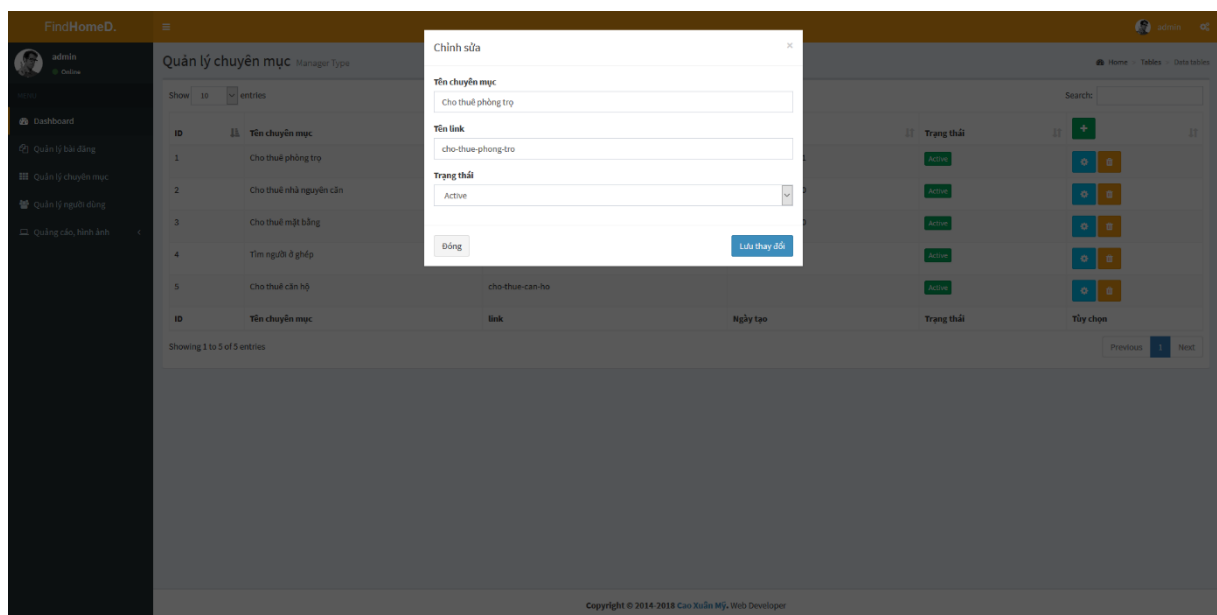 FindHomeD.
admin
admin
Online
MENU
Dashboard
Quản lý bài đăng
Quản lý chuyên mục
Quản lý người dùng
Quảng cáo, hình ảnh
Quản lý chuyên mục Manager Type
Home > Tables > Data tables
Show 10 entries
Search:
ID Tên chuyên mục Trạng thái
1 Cho thuê phòng trọ Active
2 Cho thuê nhà nguyên căn Active
3 Cho thuê mặt bằng Active
4 Tìm người ở ghép Active
5 Cho thuê căn hộ cho-thue-can-ho Active
ID Tên chuyên mục link Ngày tạo Trạng thái Tùy chọn
Showing 1 to 5 of 5 entries
Previous 1 Next
Chỉnh sửa
×
Tên chuyên mục
Cho thuê phòng trọ
Tên link
cho-thue-phong-tro
Trạng thái
Active
Đóng
Lưu thay đổi
Copyright © 2014-2018 Cao Xuân Mỹ. Web Developer